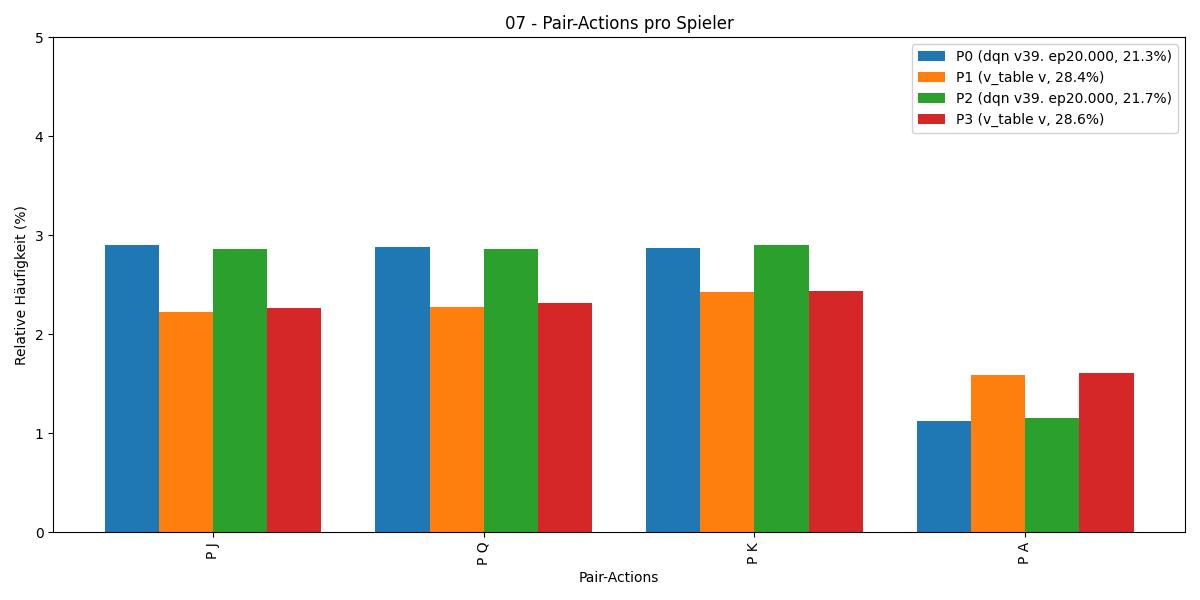 07 - Pair-Actions pro Spieler
5
P0 (dqn v39. ep20.000, 21.3%)
P1 (v_table v, 28.4%)
P2 (dqn v39. ep20.000, 21.7%)
P3 (v_table v, 28.6%)
4
3
2
1
0
Relative Häufigkeit (%)
P J
P Q
P K
P A
Pair-Actions